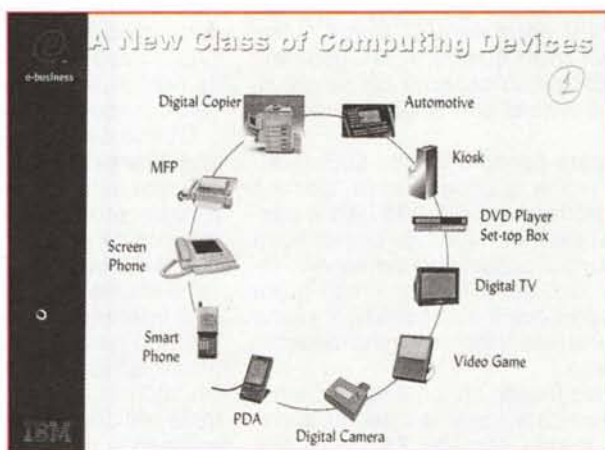 A New Class of Computing Devices
e-business
1
Digital Copier
Automotive
MFP
Kiosk
DVD Player
Set-top Box
Screen
Phone
Digital TV
Smart
Phone
Video Game
PDA
Digital Camera
IBM